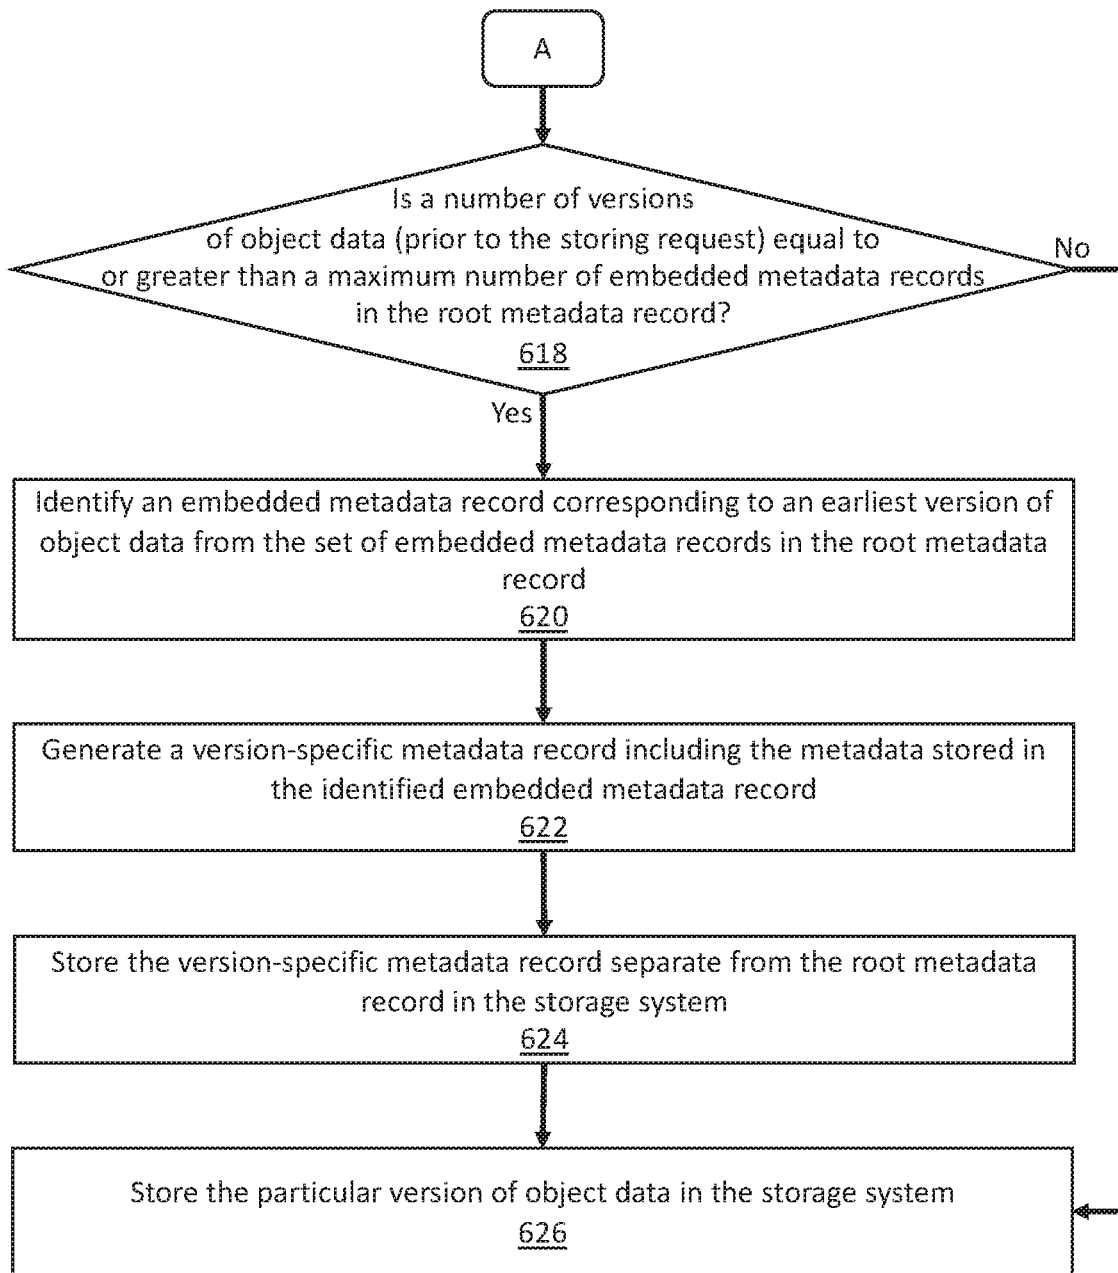 A
Is a number of versions
of object data (prior to the storing request) equal to
or greater than a maximum number of embedded metadata records
in the root metadata record?
618
No
Yes
Identify an embedded metadata record corresponding to an earliest version of
object data from the set of embedded metadata records in the root metadata
record
620
Generate a version-specific metadata record including the metadata stored in
the identified embedded metadata record
622
Store the version-specific metadata record separate from the root metadata
record in the storage system
624
Store the particular version of object data in the storage system
626